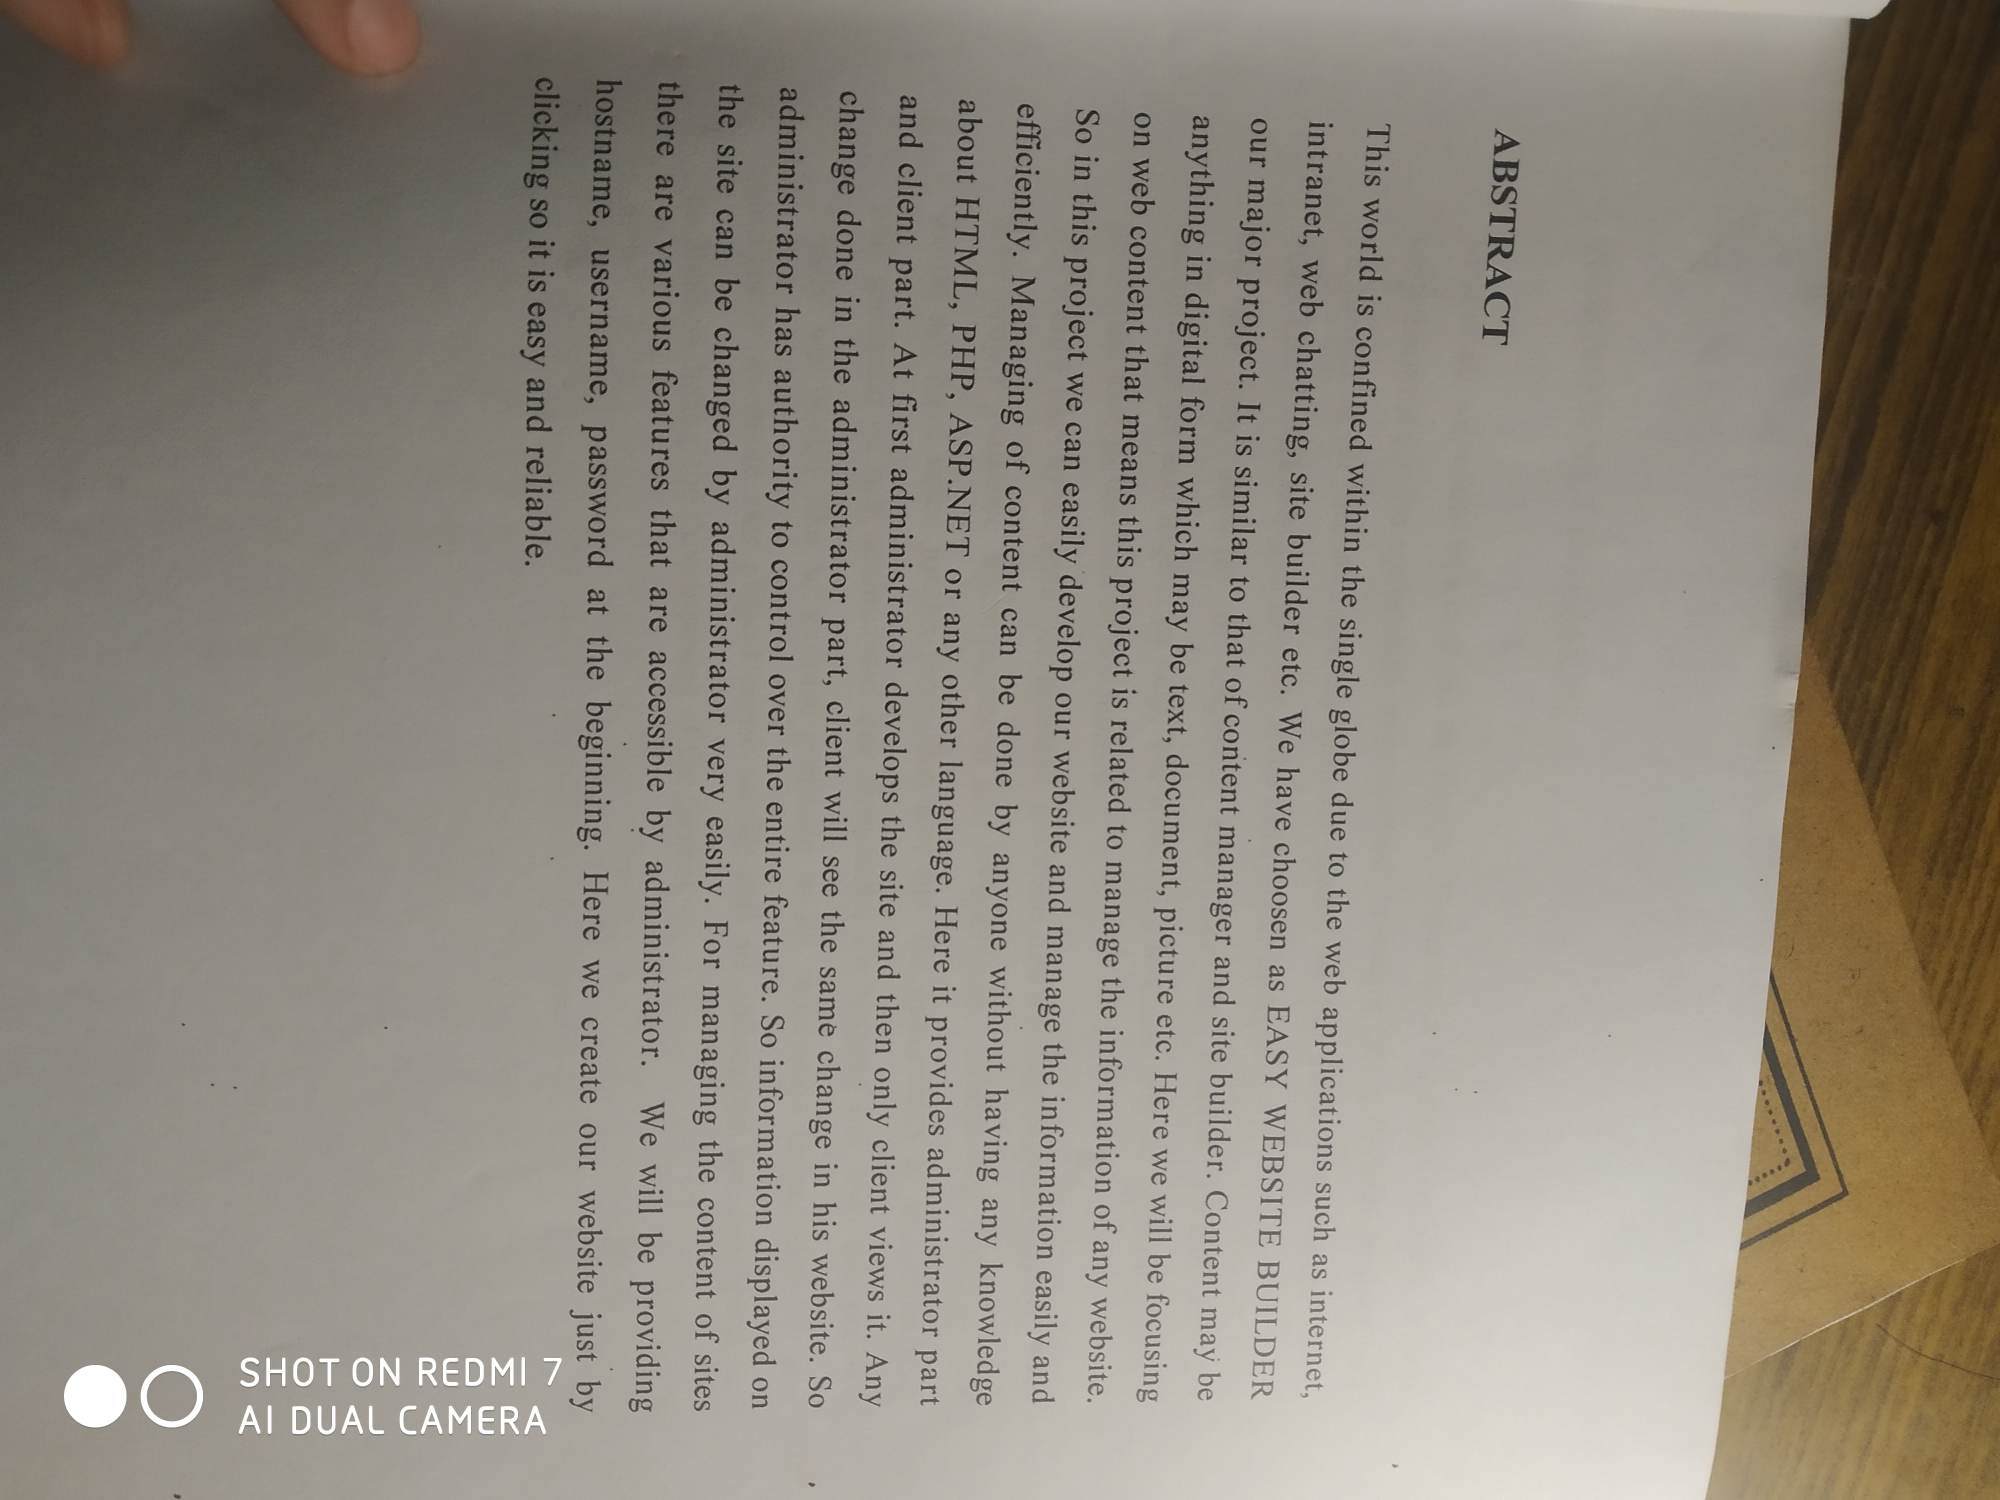 ABSTRACT
This world is confined within the single globe due to the web applications such as internet,
intranet, web chatting, site builder etc. We have choosen as EASY WEBSITE BUILDER
our major project. It is similar to that of content manager and site builder. Content may be
anything in digital form which may be text, document, picture etc. Here we will be focusing
on web content that means this project is related to manage the information of any website.
So in this project we can easily develop our website and manage the information easily and
efficiently. Managing of content can be done by anyone without having any knowledge
about HTML, PHP, ASP.NET or any other language. Here it provides administrator part
and client part. At first administrator develops the site and then only client views it. Any
change done in the administrator part, client will see the same change in his website. So
administrator has authority to control over the entire feature. So information displayed on
the site can be changed by administrator very easily. For managing the content of sites
there are various features that are accessible by administrator. We will be providing
hostname, username, password at the beginning. Here we create our website just by
clicking so it is easy and reliable.
SHOT ON REDMI 7
AI DUAL CAMERA